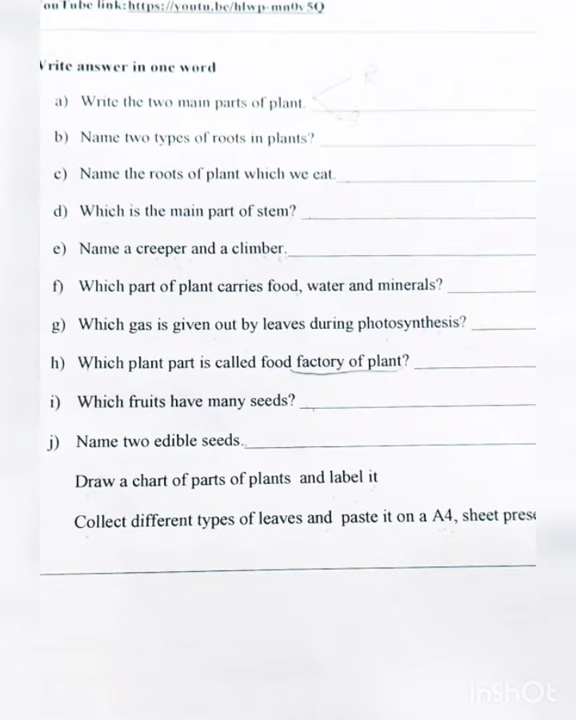 ouTube link: https://youtu.be/hlwp-mn0v5Q
Write answer in one word
a) Write the two main parts of plant.
b) Name two types of roots in plants?
c) Name the roots of plant which we eat.
d) Which is the main part of stem?
e) Name a creeper and a climber.
f) Which part of plant carries food, water and minerals?
g) Which gas is given out by leaves during photosynthesis?
h) Which plant part is called food factory of plant?
i) Which fruits have many seeds?
j) Name two edible seeds.
Draw a chart of parts of plants and label it
Collect different types of leaves and paste it on a A4, sheet prese
InShOt